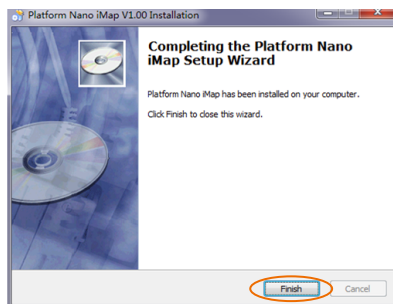 Platform Nano iMap V1.00 Installation
Completing the Platform Nano
iMap Setup Wizard
Platform Nano iMap has been installed on your computer.
Click Finish to close this wizard.
Finish
Cancel